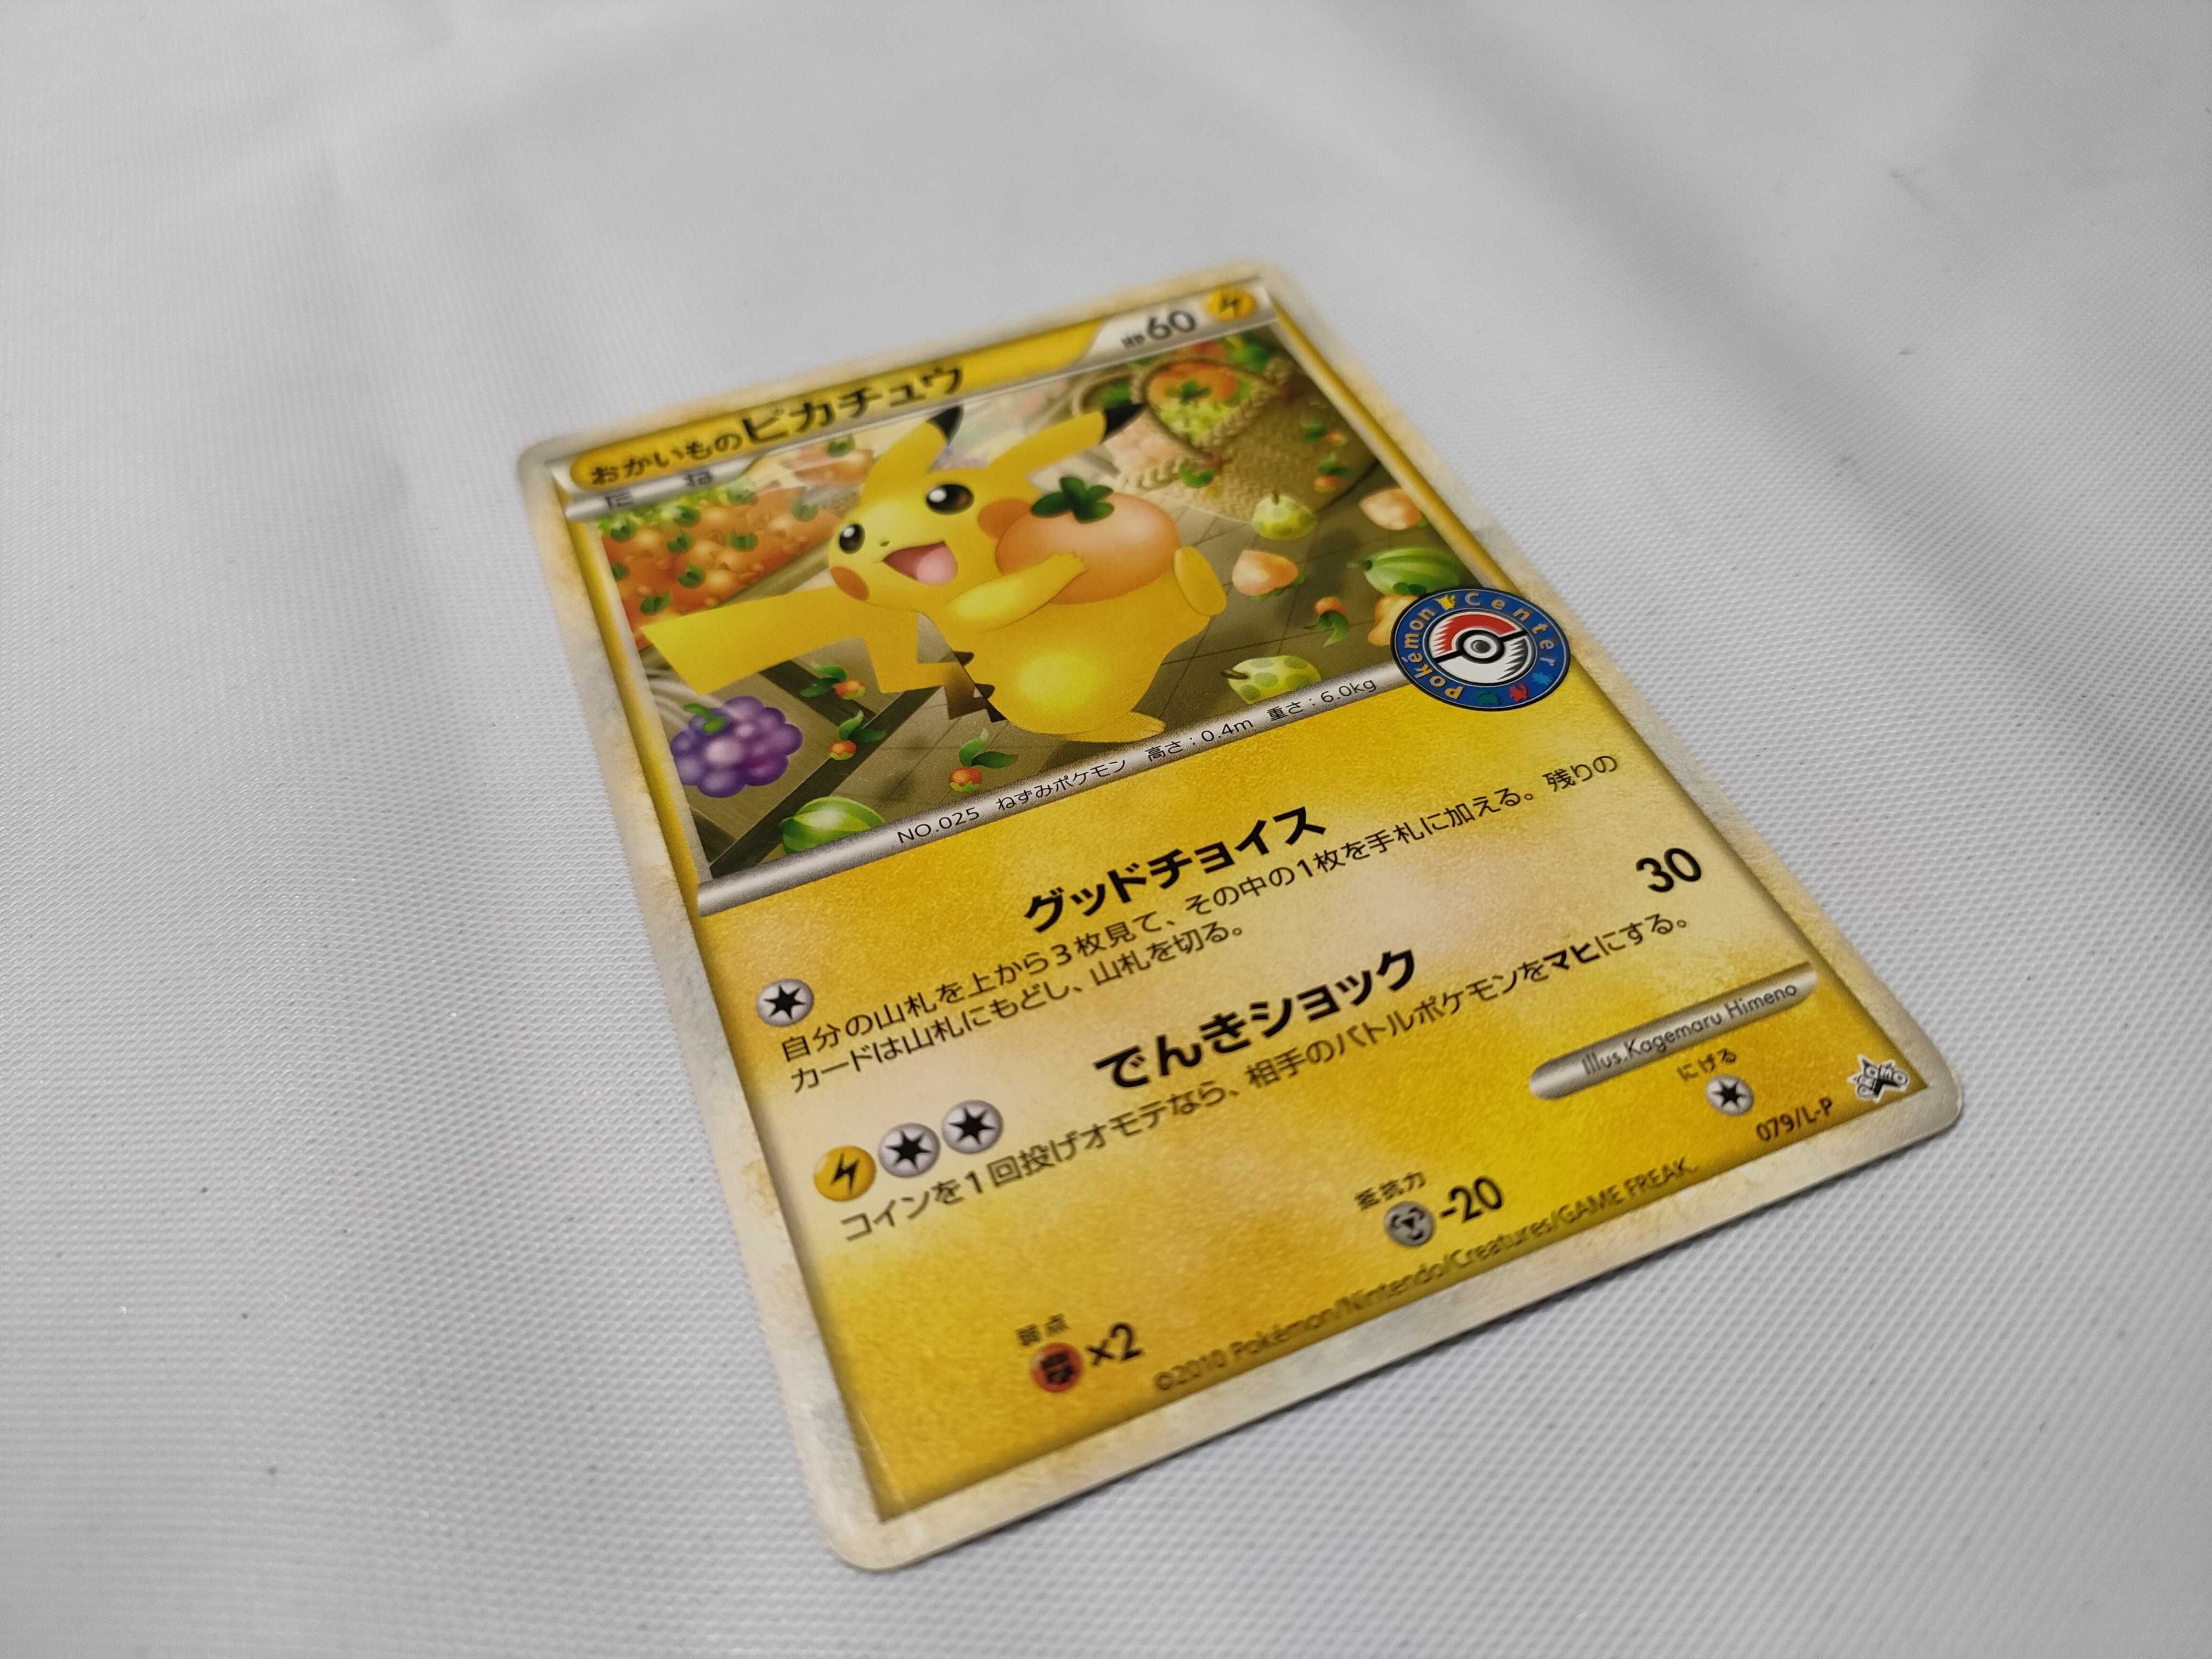 おかいものピカチュウ
HP60
たね
Pokémon Center
NO.025 ねずみポケモン 高さ：0.4m 重さ：6.0kg
グッドチョイス
自分の山札を上から3枚見て、その中の1枚を手札に加える。残りの
カードは山札にもどし、山札を切る。
でんきショック 30
コインを1回投げオモテなら、相手のバトルポケモンをマヒにする。
Illus.Kagemaru Himeno
弱点
×2
抵抗力
-20
にげる
©2010 Pokémon/Nintendo/Creatures/GAME FREAK.
079/L-P